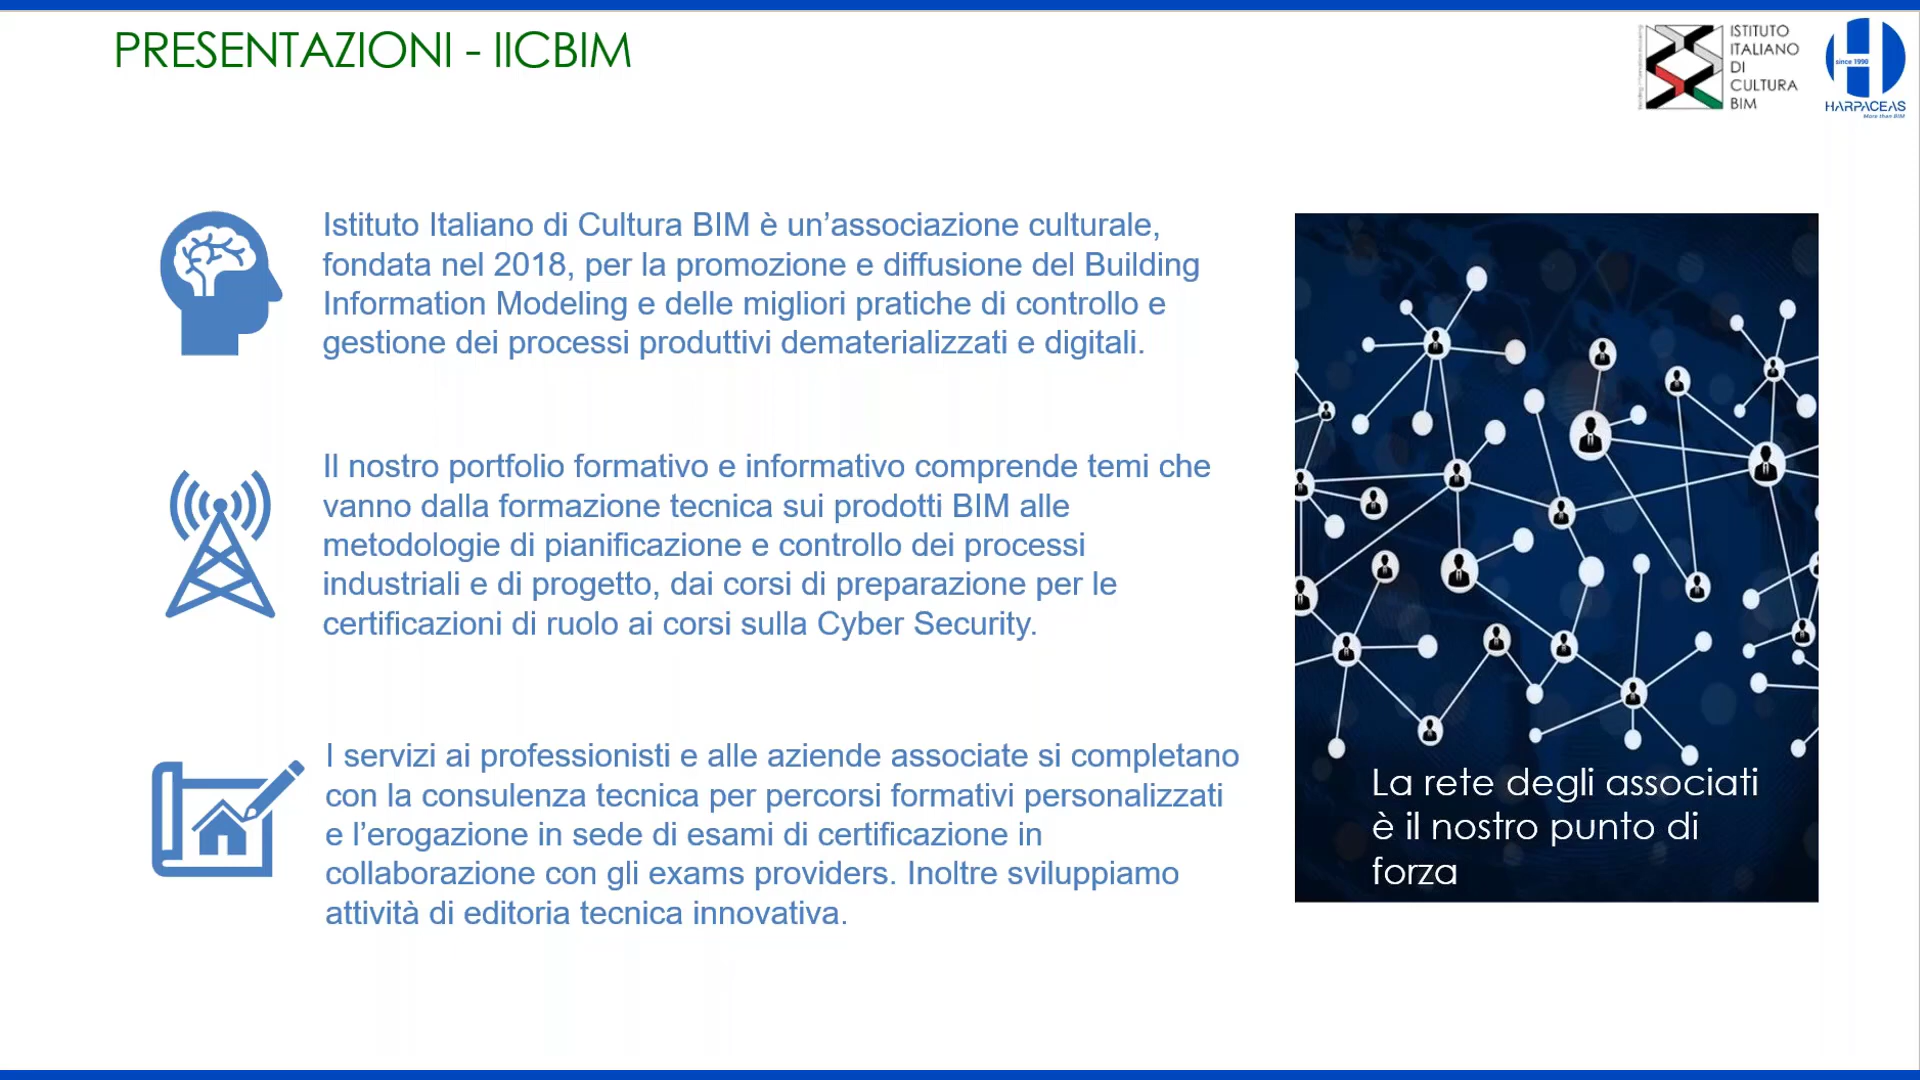 PRESENTAZIONI - IICBIM
ISTITUTO
ITALIANO
DI
CULTURA
BIM
since 1990
HARPACEAS
More than BIM
Istituto Italiano di Cultura BIM è un’associazione culturale,
fondata nel 2018, per la promozione e diffusione del Building
Information Modeling e delle migliori pratiche di controllo e
gestione dei processi produttivi dematerializzati e digitali.
Il nostro portfolio formativo e informativo comprende temi che
vanno dalla formazione tecnica sui prodotti BIM alle
metodologie di pianificazione e controllo dei processi
industriali e di progetto, dai corsi di preparazione per le
certificazioni di ruolo ai corsi sulla Cyber Security.
I servizi ai professionisti e alle aziende associate si completano
con la consulenza tecnica per percorsi formativi personalizzati
e l’erogazione in sede di esami di certificazione in
collaborazione con gli exams providers. Inoltre sviluppiamo
attività di editoria tecnica innovativa.
La rete degli associati
è il nostro punto di
forza